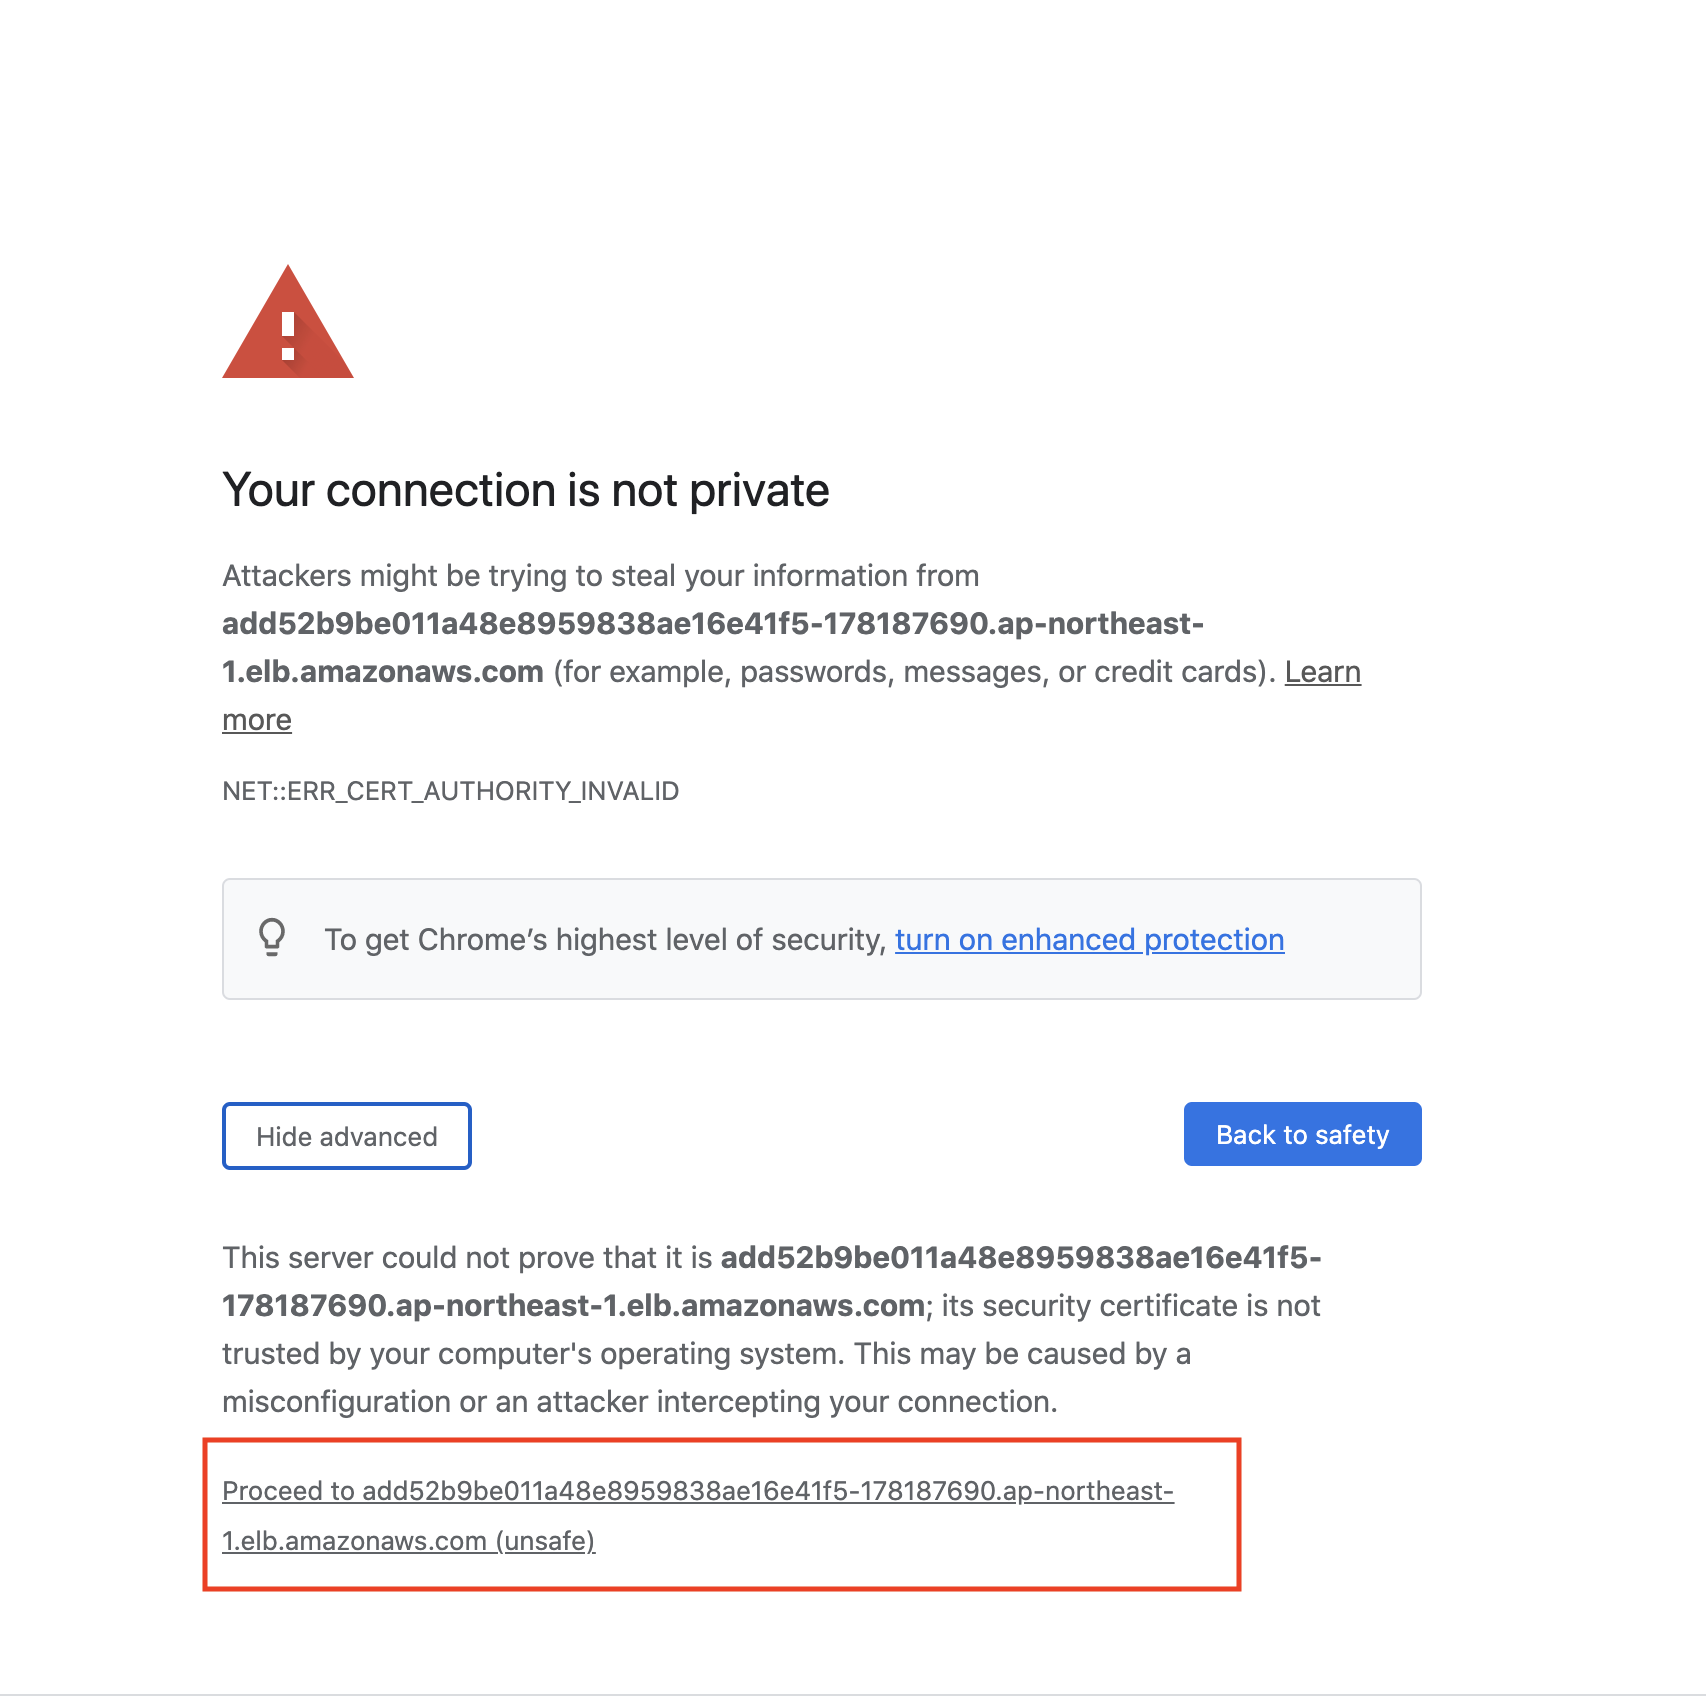 Your connection is not private
Attackers might be trying to steal your information from
add52b9be011a48e8959838ae16e41f5-178187690.ap-northeast-
1.elb.amazonaws.com (for example, passwords, messages, or credit cards). Learn
more
NET::ERR_CERT_AUTHORITY_INVALID
To get Chrome’s highest level of security, turn on enhanced protection
Hide advanced
Back to safety
This server could not prove that it is add52b9be011a48e8959838ae16e41f5-
178187690.ap-northeast-1.elb.amazonaws.com; its security certificate is not
trusted by your computer's operating system. This may be caused by a
misconfiguration or an attacker intercepting your connection.
Proceed to add52b9be011a48e8959838ae16e41f5-178187690.ap-northeast-
1.elb.amazonaws.com (unsafe)